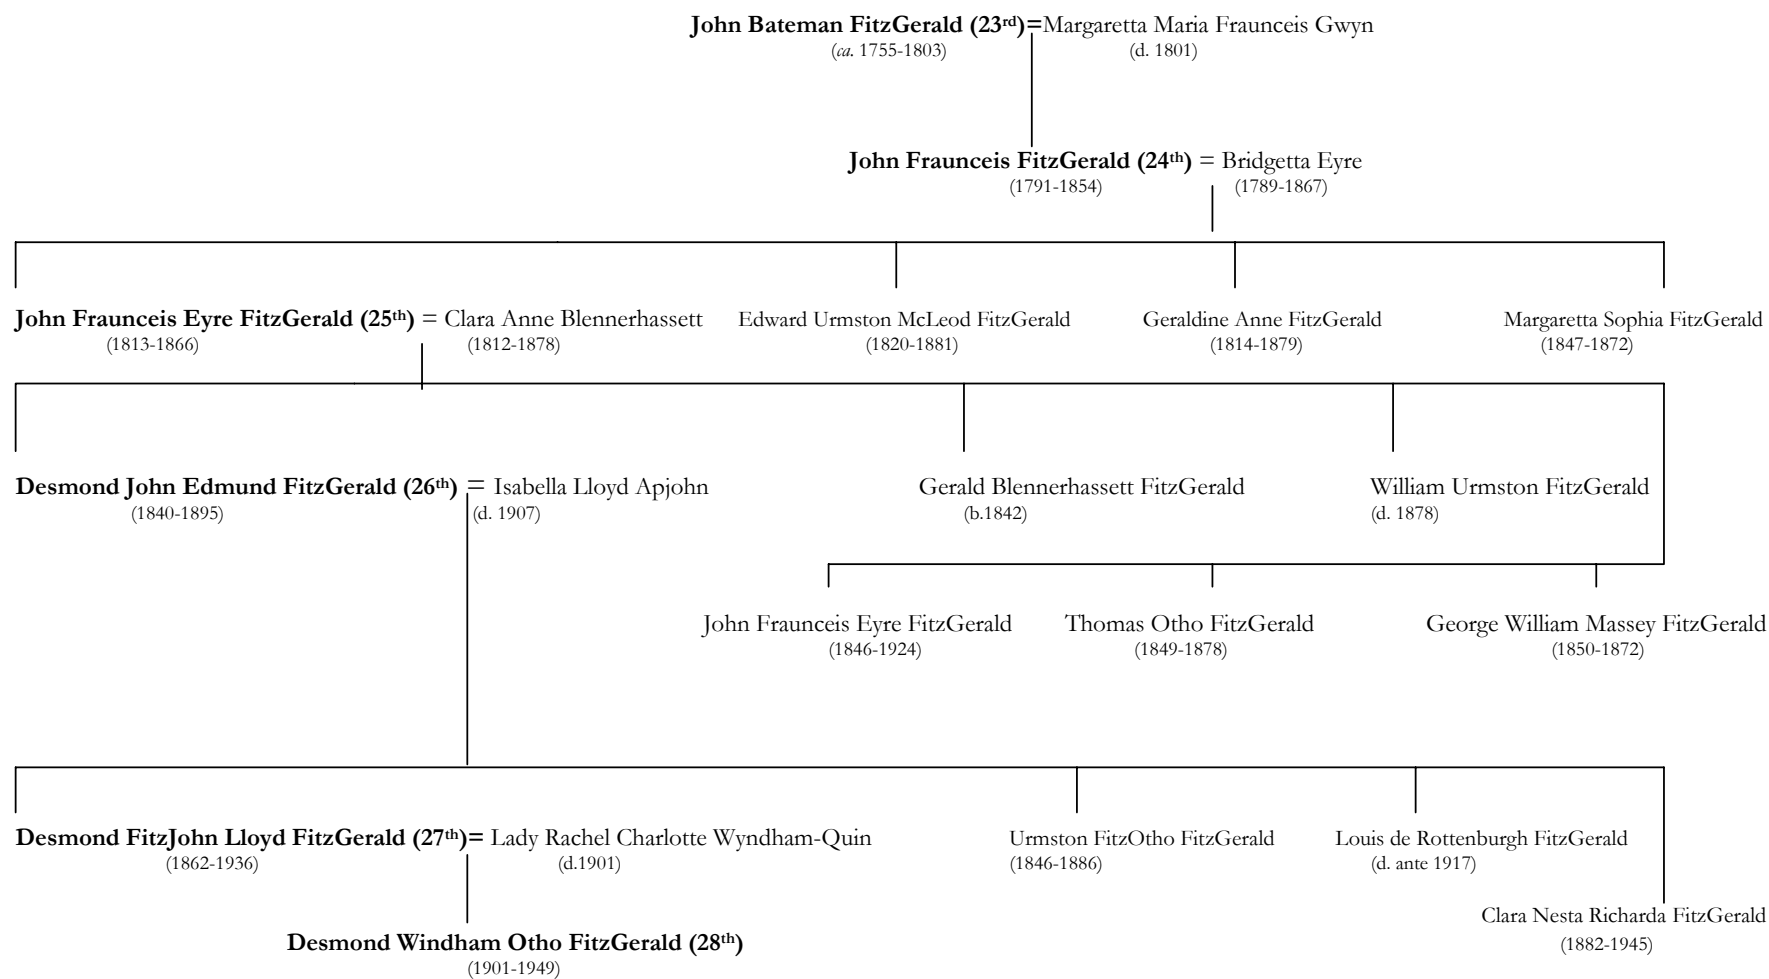 John Bateman FitzGerald (23rd)=Margaretta Maria Fraunceis Gwyn
(ca. 1755-1803) (d. 1801)
John Fraunceis FitzGerald (24th) = Bridgetta Eyre
(1791-1854) (1789-1867)
John Fraunceis Eyre FitzGerald (25th) = Clara Anne Blennerhassett Edward Urmston McLeod FitzGerald Geraldine Anne FitzGerald Margaretta Sophia FitzGerald
(1813-1866) (1812-1878) (1820-1881) (1814-1879) (1847-1872)
Desmond John Edmund FitzGerald (26th) = Isabella Lloyd Apjohn Gerald Blennerhassett FitzGerald William Urmston FitzGerald
(1840-1895) (d. 1907) (b.1842) (d. 1878)
John Fraunceis Eyre FitzGerald Thomas Otho FitzGerald George William Massey FitzGerald
(1846-1924) (1849-1878) (1850-1872)
Desmond FitzJohn Lloyd FitzGerald (27th)= Lady Rachel Charlotte Wyndham-Quin Urmston FitzOtho FitzGerald Louis de Rottenburgh FitzGerald
(1862-1936) (d.1901) (1846-1886) (d. ante 1917)
Clara Nesta Richarda FitzGerald
(1882-1945)
Desmond Windham Otho FitzGerald (28th)
(1901-1949)